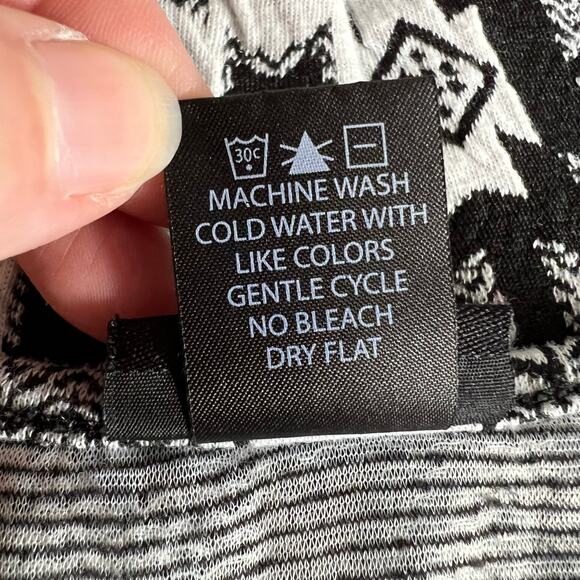 30c
MACHINE WASH
COLD WATER WITH
LIKE COLORS
GENTLE CYCLE
NO BLEACH
DRY FLAT